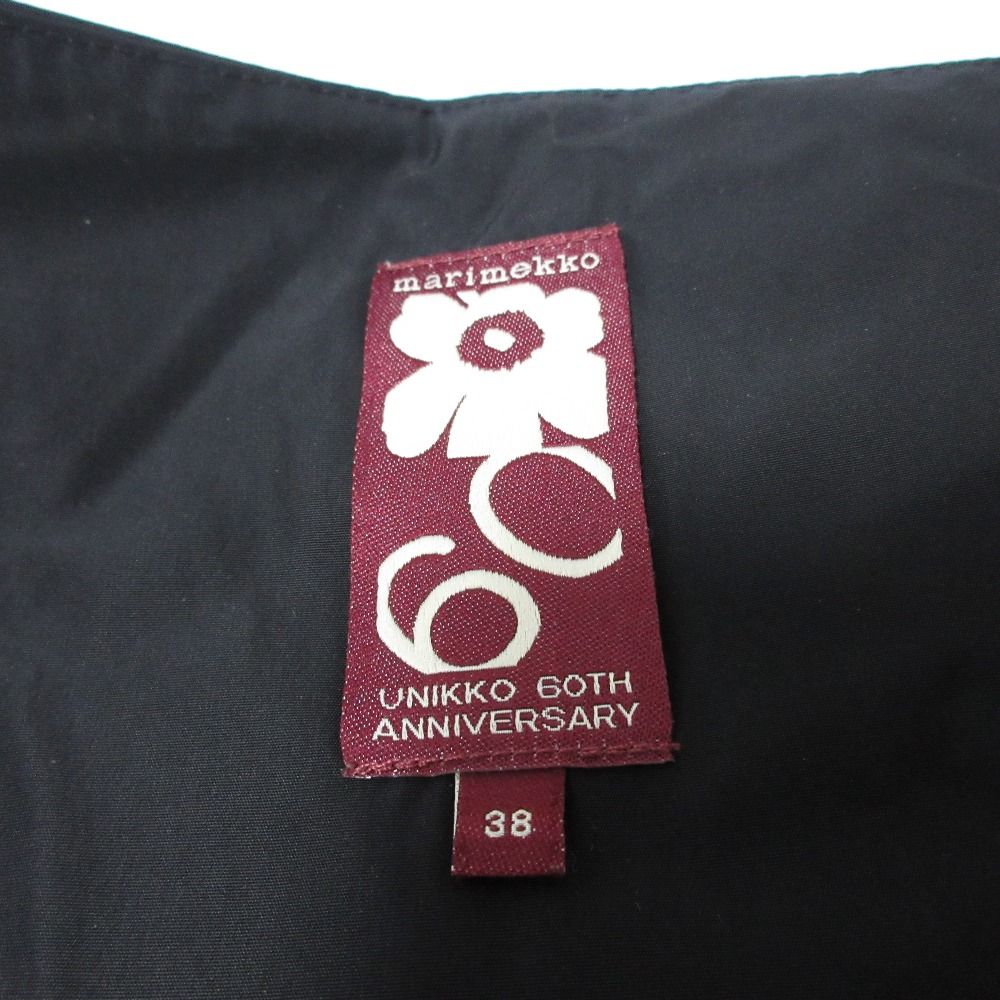 marimekko
60
UNIKKO 60TH
ANNIVERSARY
38